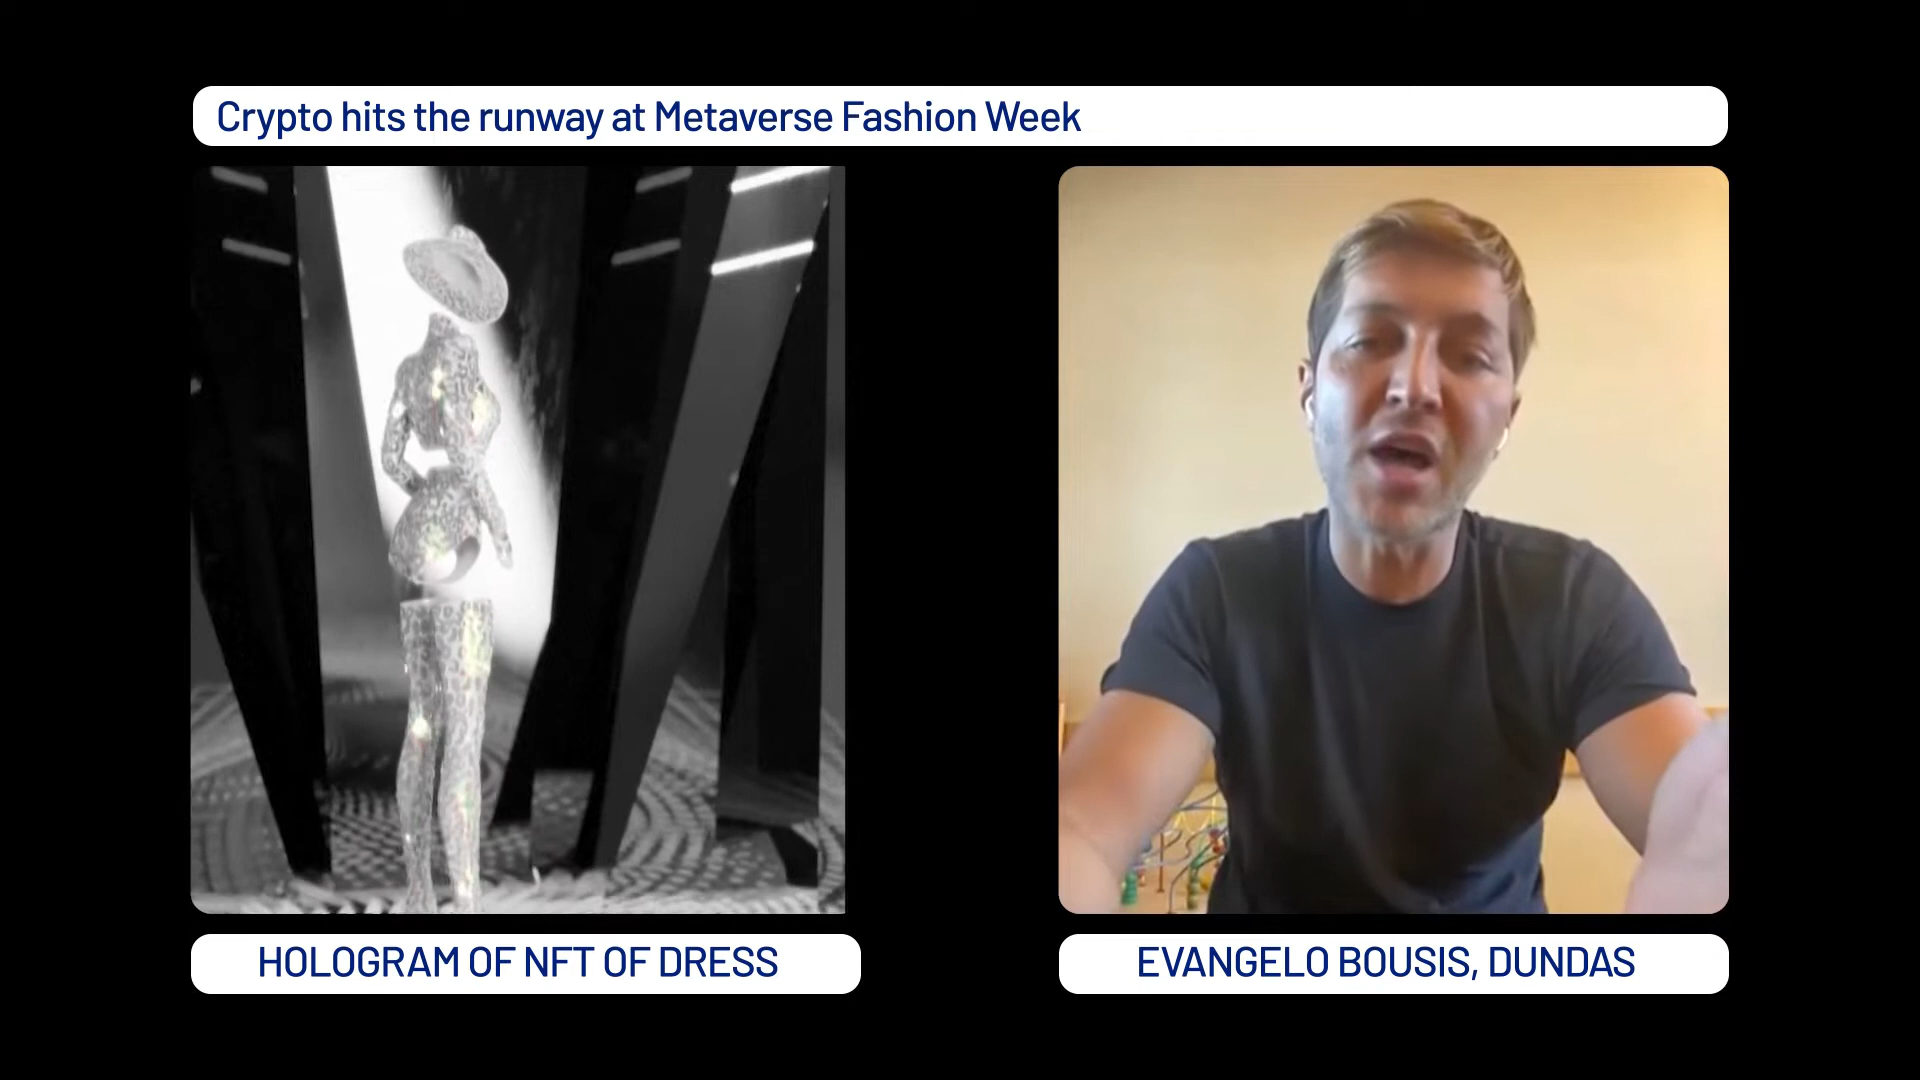 Crypto hits the runway at Metaverse Fashion Week
HOLOGRAM OF NFT OF DRESS
EVANGELO BOUSIS, DUNDAS